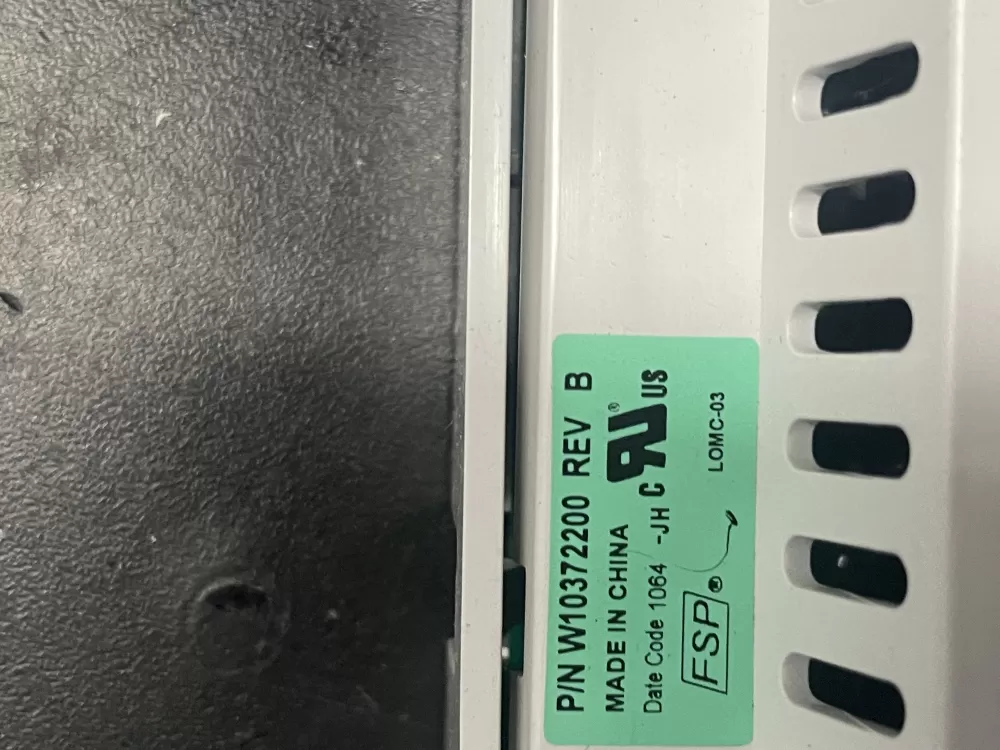 P/N W10372200 REV B
MADE IN CHINA
Date Code 1064 -JH
C US
FSP®
LOMC-03